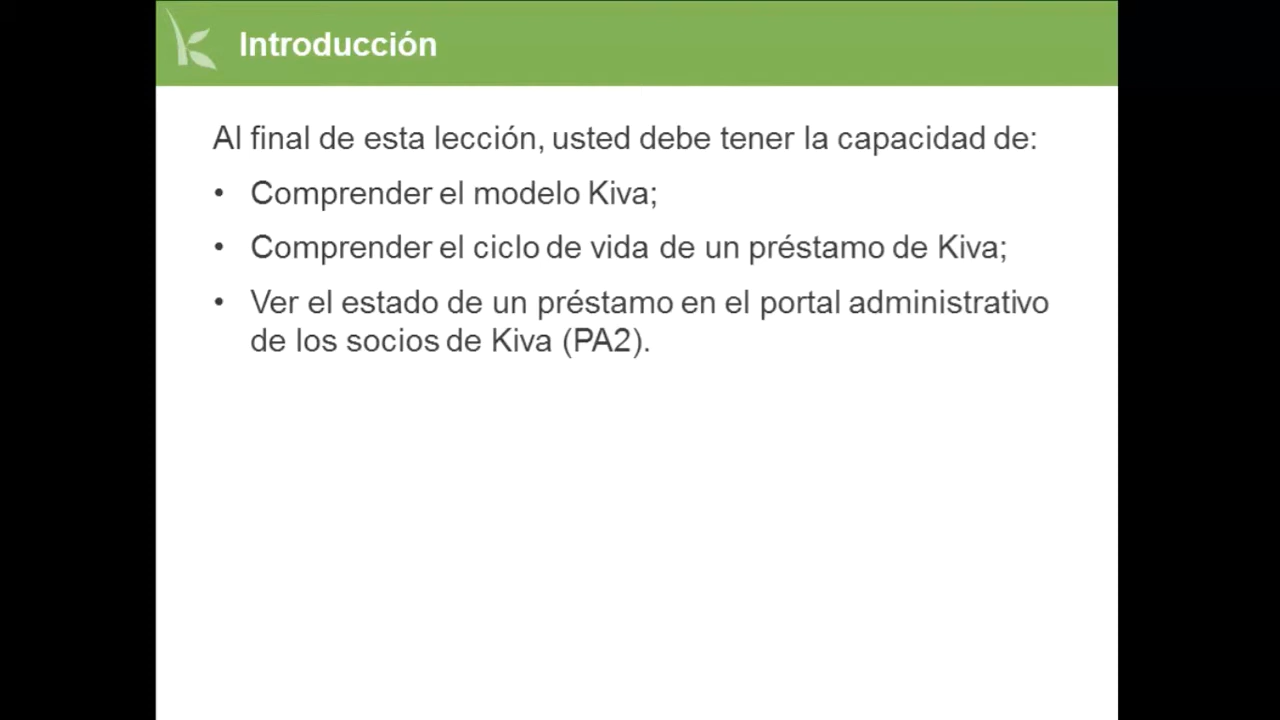 Introducción
Al final de esta lección, usted debe tener la capacidad de:
• Comprender el modelo Kiva;
• Comprender el ciclo de vida de un préstamo de Kiva;
• Ver el estado de un préstamo en el portal administrativo
de los socios de Kiva (PA2).